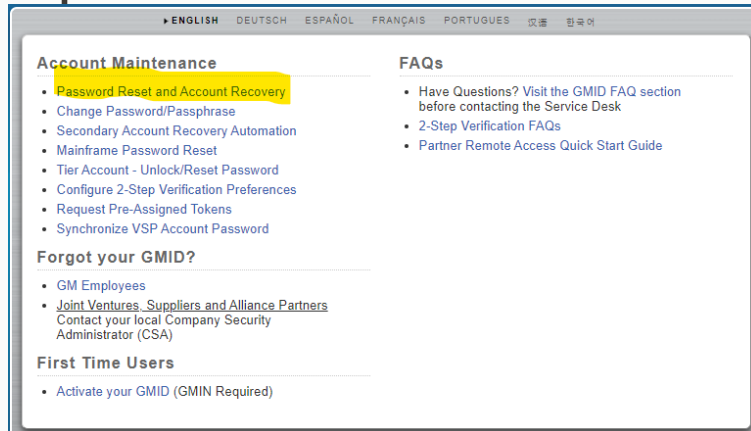 ENGLISH DEUTSCH ESPAÑOL FRANÇAIS PORTUGUES 汉语 한국어
Account Maintenance
Password Reset and Account Recovery
Change Password/Passphrase
Secondary Account Recovery Automation
Mainframe Password Reset
Tier Account - Unlock/Reset Password
Configure 2-Step Verification Preferences
Request Pre-Assigned Tokens
Synchronize VSP Account Password
Forgot your GMID?
GM Employees
Joint Ventures, Suppliers and Alliance Partners
Contact your local Company Security
Administrator (CSA)
First Time Users
Activate your GMID (GMIN Required)
FAQs
Have Questions? Visit the GMID FAQ section
before contacting the Service Desk
2-Step Verification FAQs
Partner Remote Access Quick Start Guide